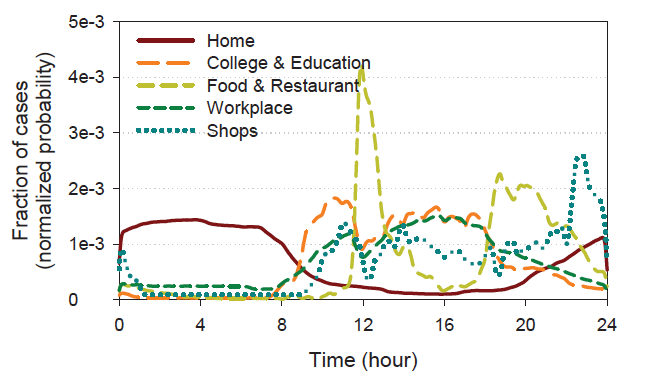 Fraction of cases
(normalized probability)
5e-3
4e-3
3e-3
2e-3
1e-3
0
Home
College & Education
Food & Restaurant
Workplace
Shops
0 4 8 12 16 20 24
Time (hour)